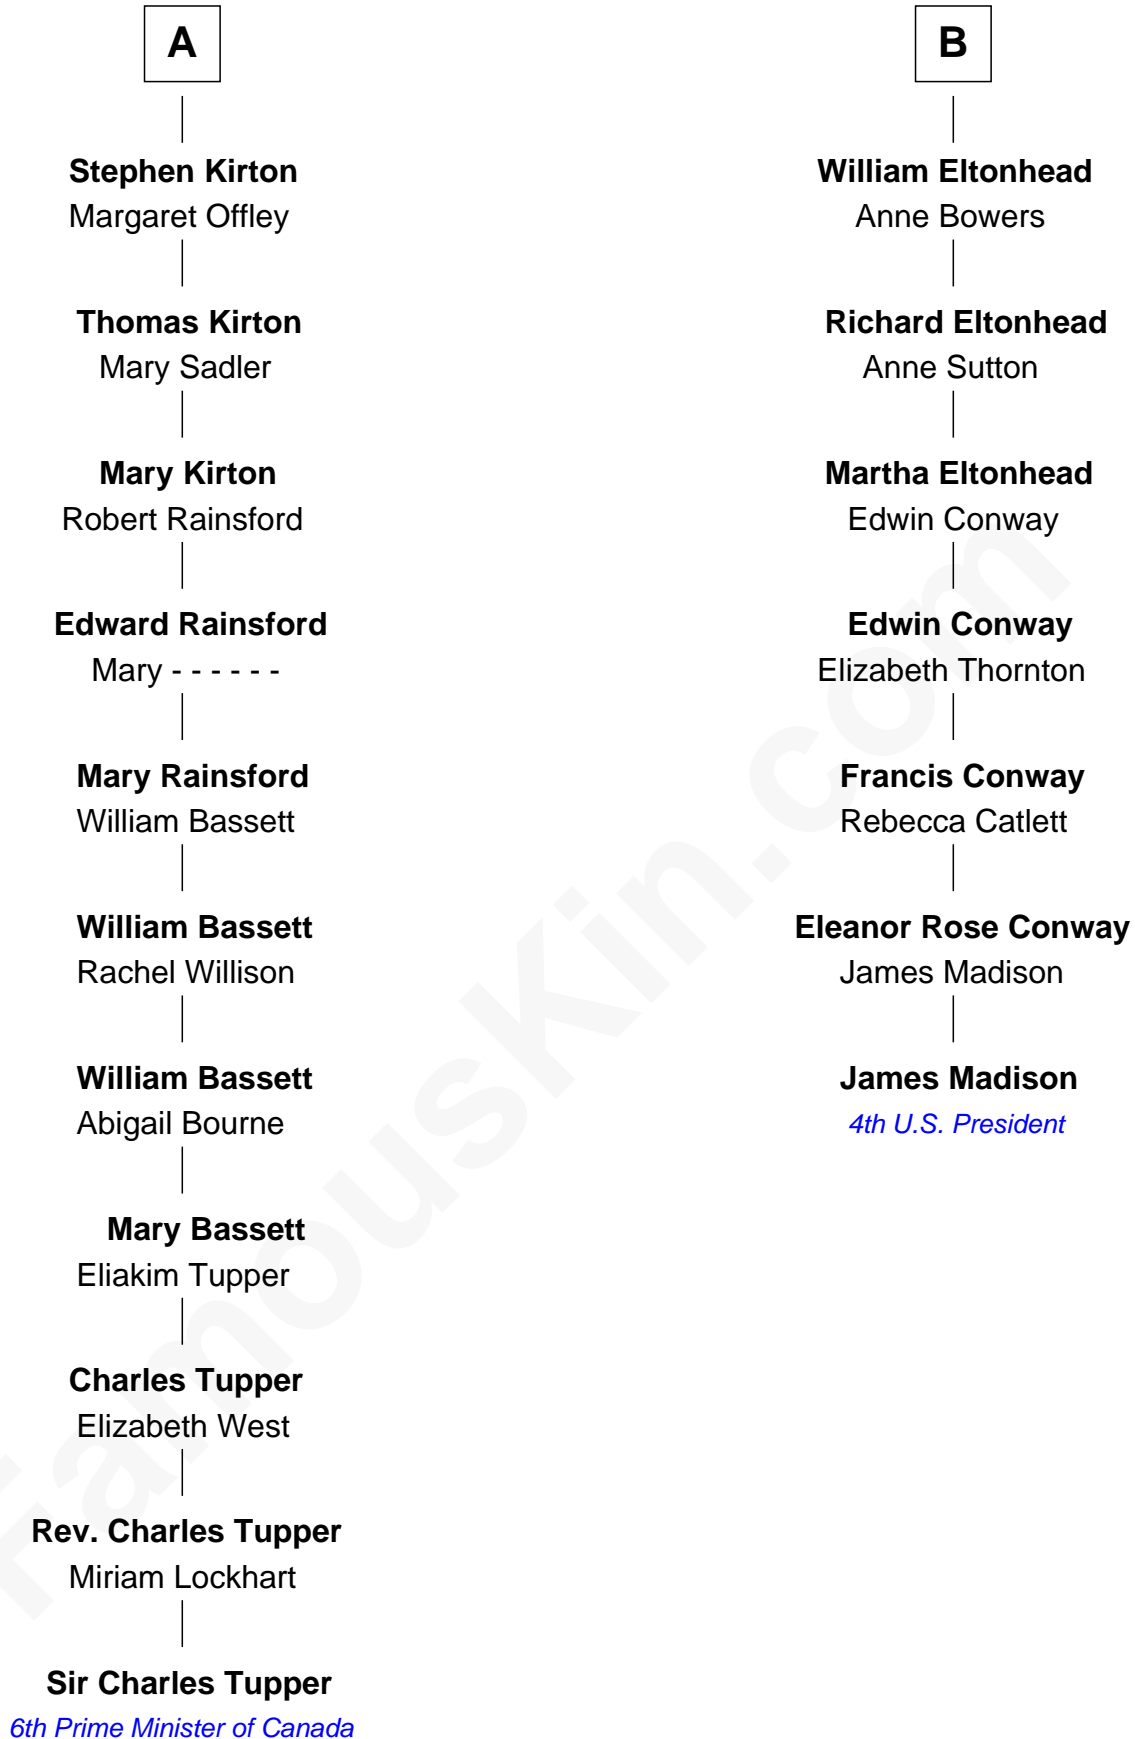 A
Stephen Kirton
Margaret Offley
Thomas Kirton
Mary Sadler
Mary Kirton
Robert Rainsford
Edward Rainsford
Mary - - - - - -
Mary Rainsford
William Bassett
William Bassett
Rachel Willison
William Bassett
Abigail Bourne
Mary Bassett
Eliakim Tupper
Charles Tupper
Elizabeth West
Rev. Charles Tupper
Miriam Lockhart
Sir Charles Tupper
6th Prime Minister of Canada
B
William Eltonhead
Anne Bowers
Richard Eltonhead
Anne Sutton
Martha Eltonhead
Edwin Conway
Edwin Conway
Elizabeth Thornton
Francis Conway
Rebecca Catlett
Eleanor Rose Conway
James Madison
James Madison
4th U.S. President
FamousKin.com